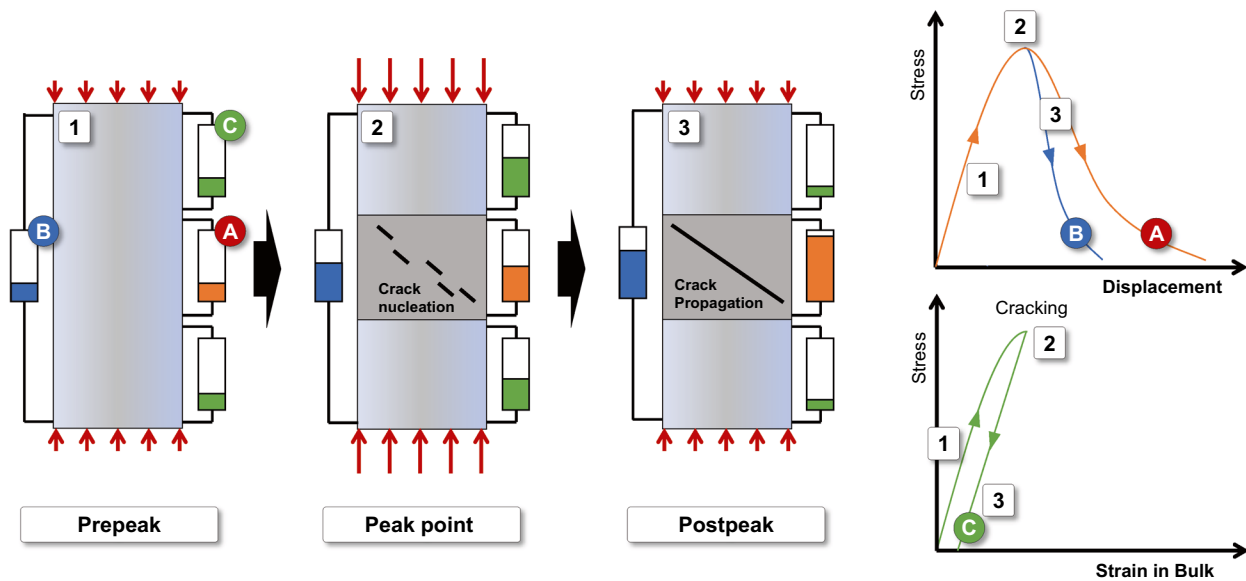 1
C
B
A
Prepeak
2
Crack
nucleation
Peak point
3
Crack
Propagation
Postpeak
Stress
2
3
1
B
A
Displacement
Cracking
Stress
2
1
3
C
Strain in Bulk